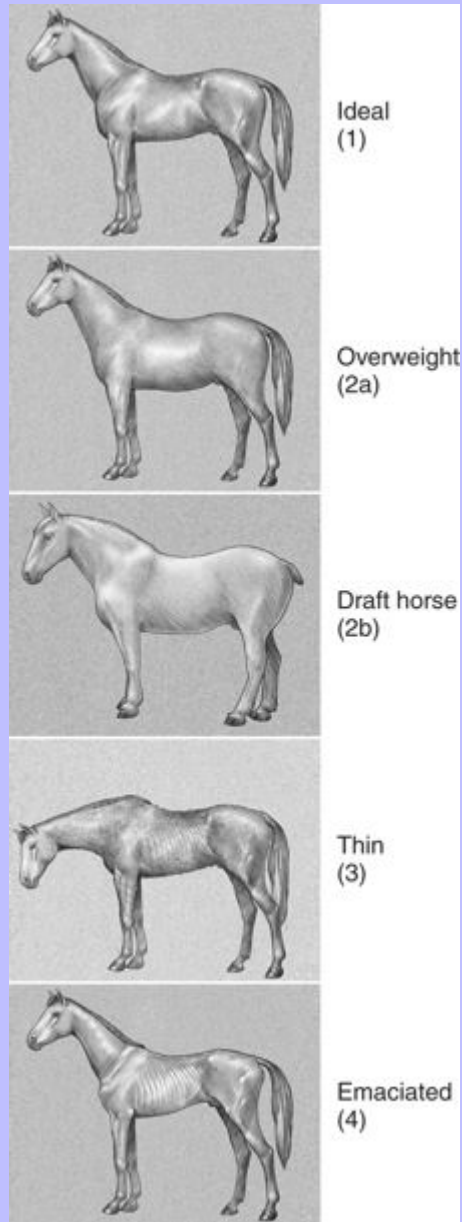 Ideal
(1)
Overweight
(2a)
Draft horse
(2b)
Thin
(3)
Emaciated
(4)